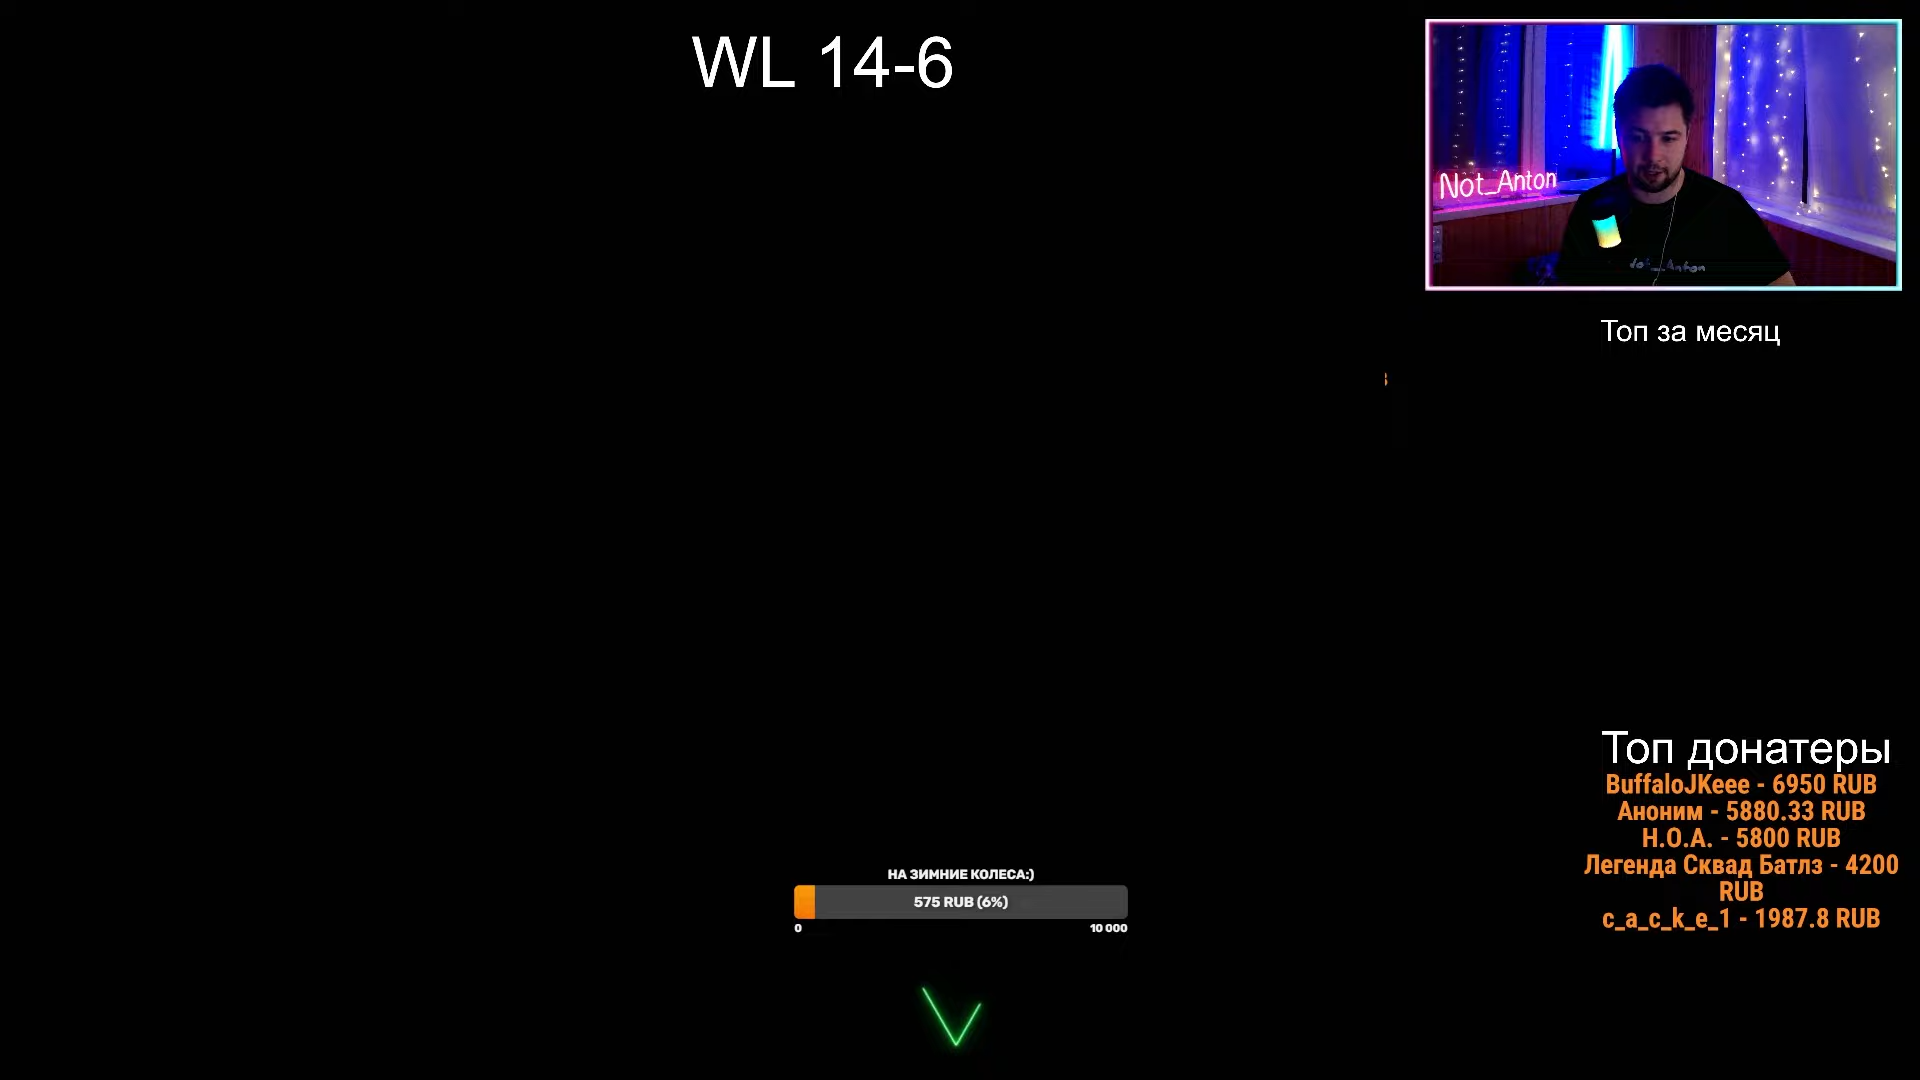 WL 14-6
Not_Anton
Not_Anton
Топ за месяц
Топ донатеры
BuffaloJKeee - 6950 RUB
Аноним - 5880.33 RUB
Н.О.А. - 5800 RUB
Легенда Сквад Батлз - 4200
RUB
c_a_c_k_e_1 - 1987.8 RUB
НА ЗИМНИЕ КОЛЕСА:)
575 RUB (6%)
0
10 000